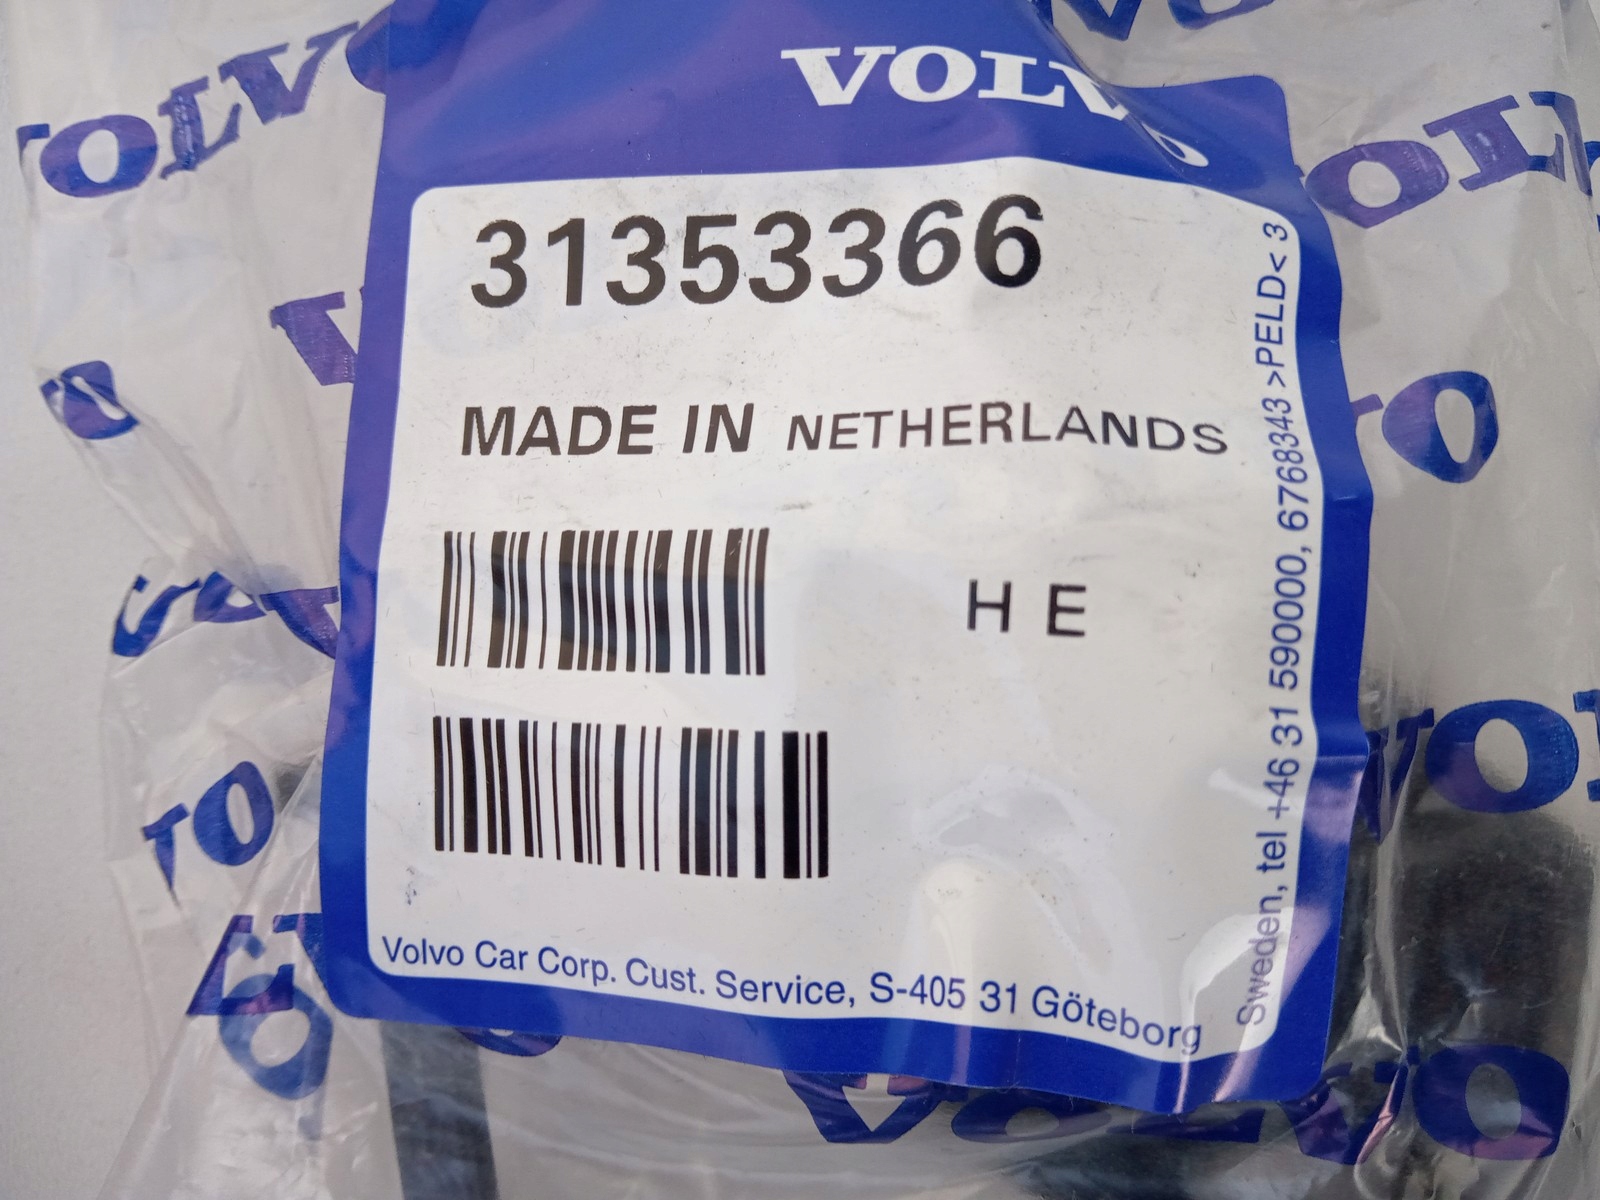 VOLVO
31353366
MADE IN NETHERLANDS
H E
Volvo Car Corp. Cust. Service, S-405 31 Göteborg
Sweden, tel +46 31 590000, 6768343 >PELD< 3
VOLVO